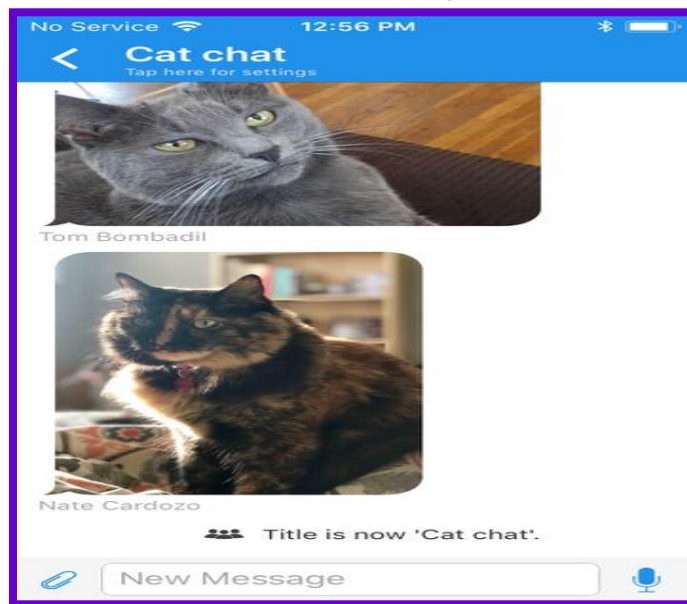 No Service 12:56 PM
Cat chat
Tap here for settings
Tom Bombadil
Nate Cardozo
Title is now 'Cat chat'.
New Message